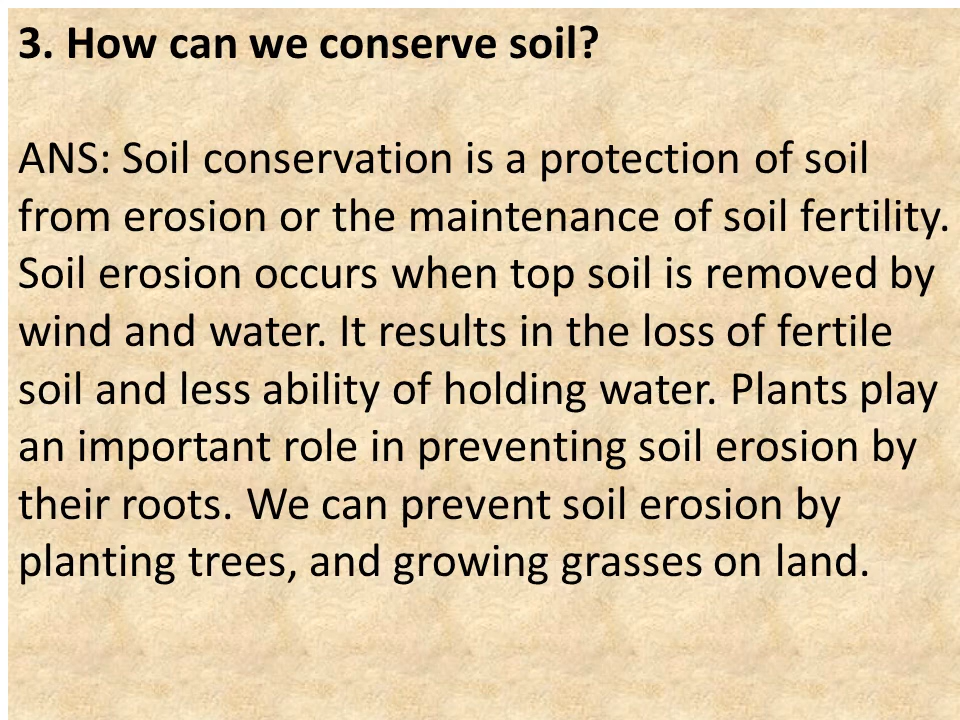 3. How can we conserve soil?
ANS: Soil conservation is a protection of soil
from erosion or the maintenance of soil fertility.
Soil erosion occurs when top soil is removed by
wind and water. It results in the loss of fertile
soil and less ability of holding water. Plants play
an important role in preventing soil erosion by
their roots. We can prevent soil erosion by
planting trees, and growing grasses on land.